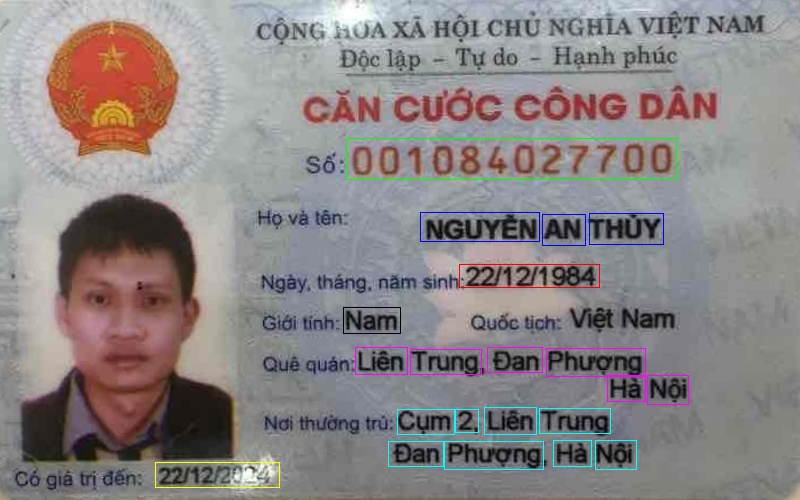 CỘNG HÒA XÃ HỘI CHỦ NGHĨA VIỆT NAM
Độc lập - Tự do - Hạnh phúc
CĂN CƯỚC CÔNG DÂN
Số: 001084027700
Họ và tên:
NGUYỄN AN THỦY
Ngày, tháng, năm sinh: 22/12/1984
Giới tính: Nam Quốc tịch: Việt Nam
Quê quán: Liên Trung, Đan Phượng
Hà Nội
Nơi thường trú: Cụm 2, Liên Trung
Đan Phượng, Hà Nội
Có giá trị đến: 22/12/2024